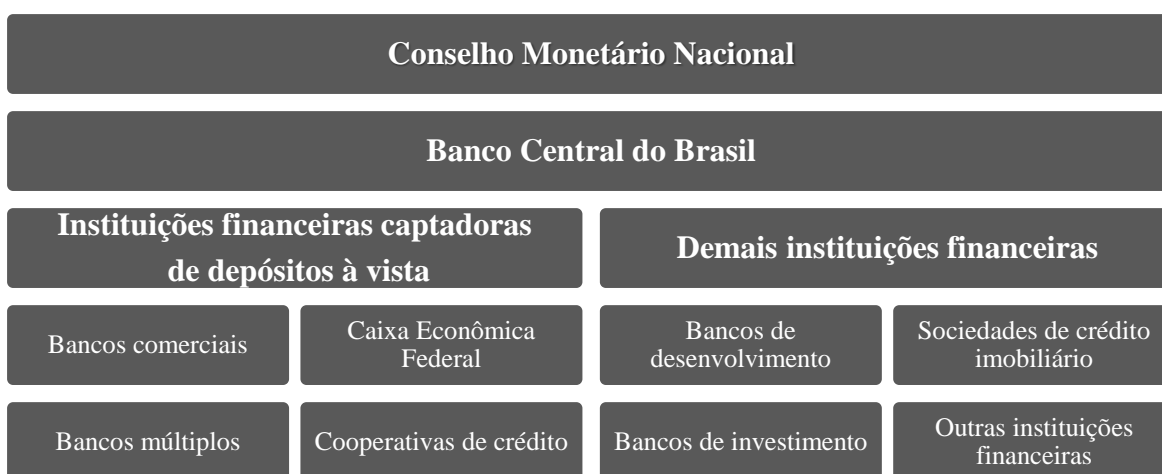 Conselho Monetário Nacional
Banco Central do Brasil
Instituições financeiras captadoras
de depósitos à vista
Demais instituições financeiras
Bancos comerciais
Caixa Econômica
Federal
Bancos de
desenvolvimento
Sociedades de crédito
imobiliário
Bancos múltiplos
Cooperativas de crédito
Bancos de investimento
Outras instituições
financeiras